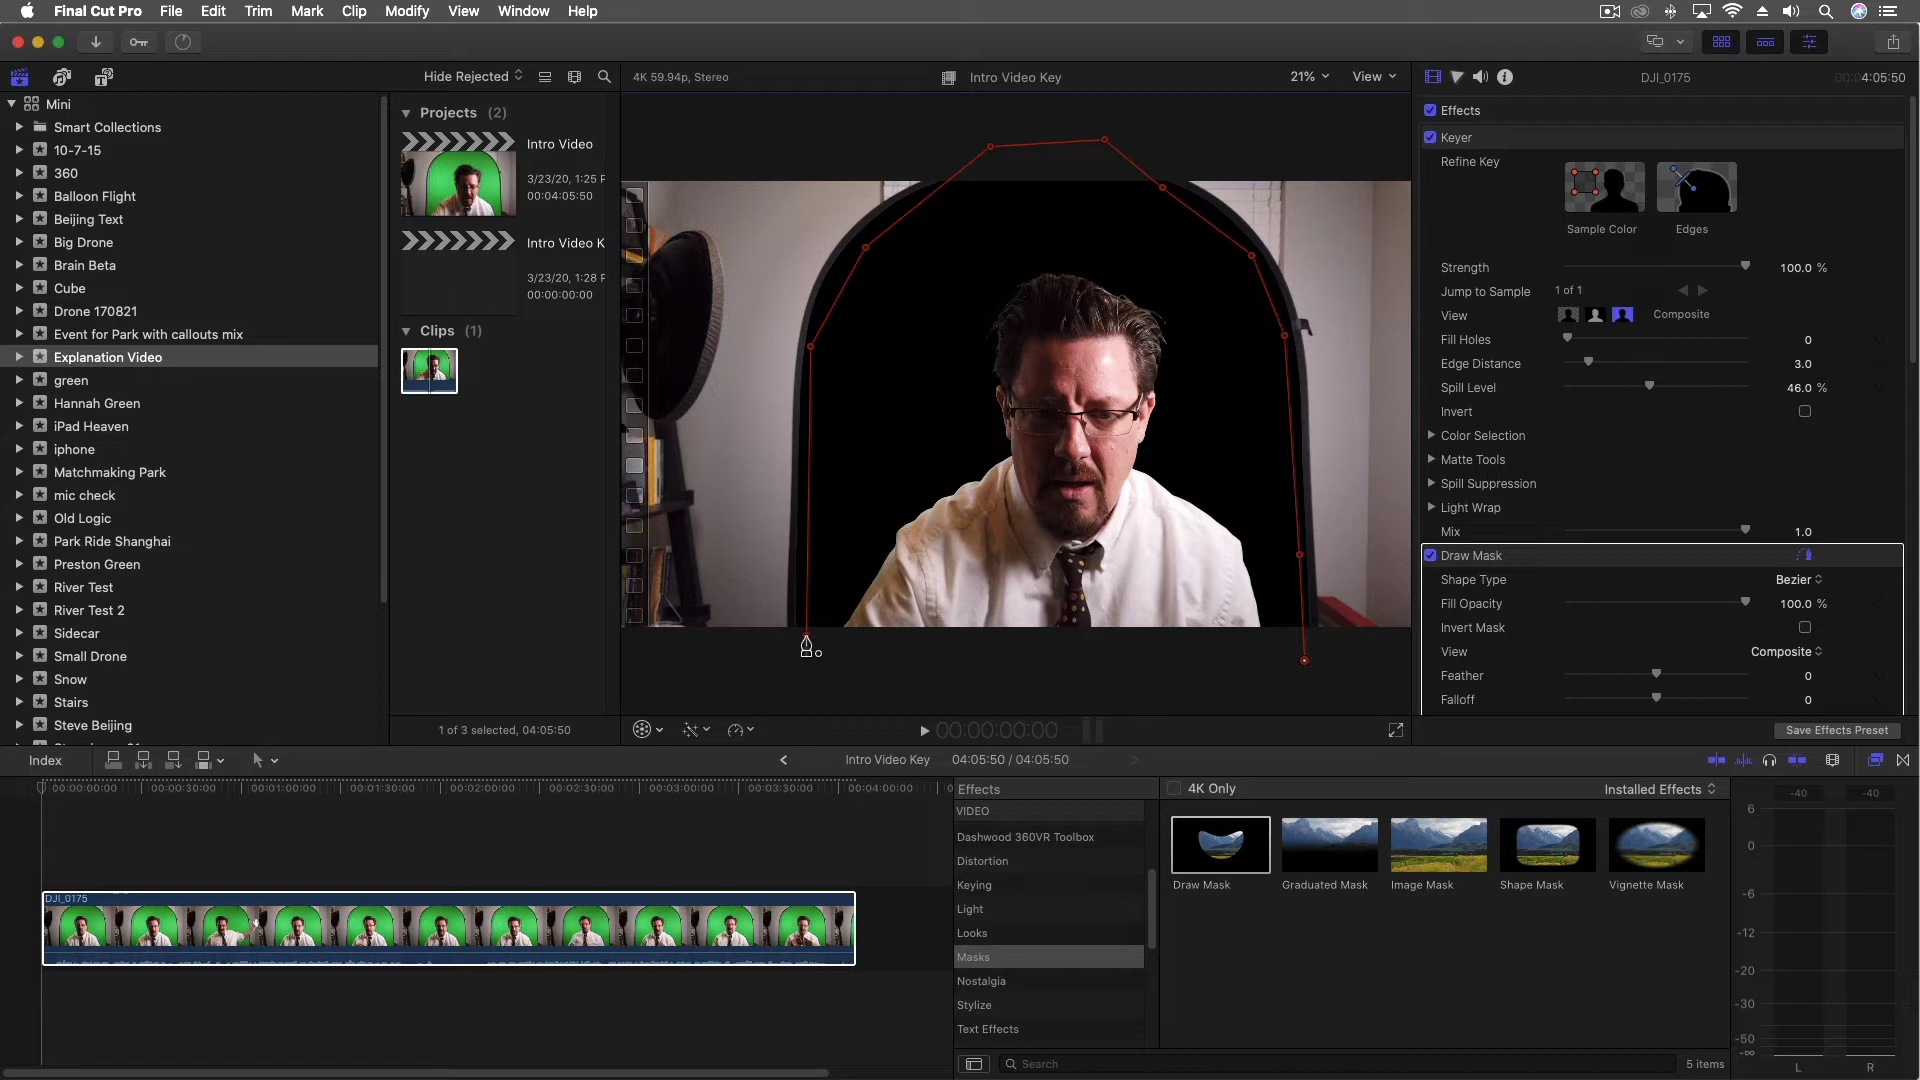 Final Cut Pro File Edit Trim Mark Clip Modify View Window Help
Hide Rejected
4K 59.94p, Stereo
Intro Video Key
21%
View
DJI_0175
4:05:50
Mini
Smart Collections
10-7-15
360
Balloon Flight
Beijing Text
Big Drone
Brain Beta
Cube
Drone 170821
Event for Park with callouts mix
Explanation Video
green
Hannah Green
iPad Heaven
iphone
Matchmaking Park
mic check
Old Logic
Park Ride Shanghai
Preston Green
River Test
River Test 2
Sidecar
Small Drone
Snow
Stairs
Steve Beijing
Projects (2)
Intro Video
3/23/20, 1:25 P
00:04:05:50
Intro Video K
3/23/20, 1:28 P
00:00:00:00
Clips (1)
1 of 3 selected, 04:05:50
00:00:00:00
Effects
Keyer
Refine Key
Sample Color
Edges
Strength 100.0 %
Jump to Sample 1 of 1
View Composite
Fill Holes 0
Edge Distance 3.0
Spill Level 46.0 %
Invert
Color Selection
Matte Tools
Spill Suppression
Light Wrap
Mix 1.0
Draw Mask
Shape Type Bezier
Fill Opacity 100.0 %
Invert Mask
View Composite
Feather 0
Falloff 0
Save Effects Preset
Index
Intro Video Key
04:05:50 / 04:05:50
00:00:00:00
00:00:30:00
00:01:00:00
00:01:30:00
00:02:00:00
00:02:30:00
00:03:00:00
00:03:30:00
00:04:00:00
DJI_0175
Effects
VIDEO
Dashwood 360VR Toolbox
Distortion
Keying
Light
Looks
Masks
Nostalgia
Stylize
Text Effects
4K Only
Installed Effects
Draw Mask
Graduated Mask
Image Mask
Shape Mask
Vignette Mask
Search
5 items
-40
-40
6
0
-6
-12
-20
-30
-50
-∞
L
R